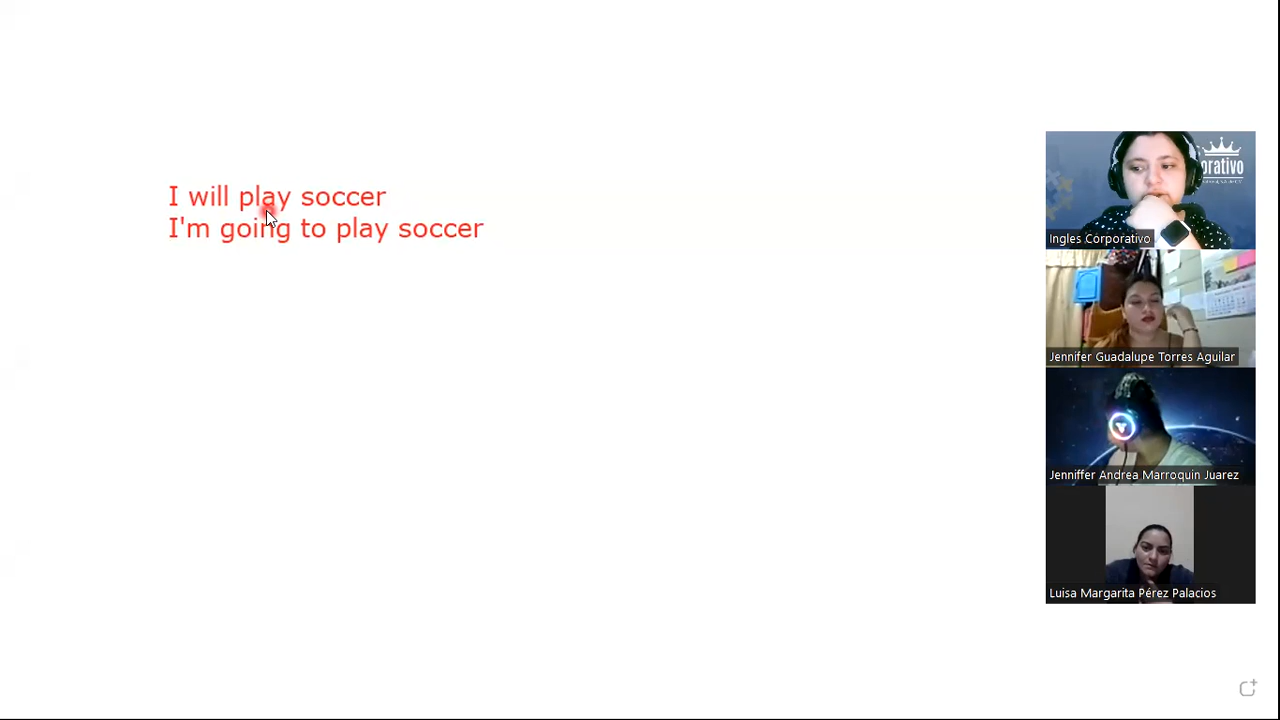 I will play soccer
I'm going to play soccer
orativo
Ingles Corporativo
Jennifer Guadalupe Torres Aguilar
Jenniffer Andrea Marroquin Juarez
Luisa Margarita Pérez Palacios